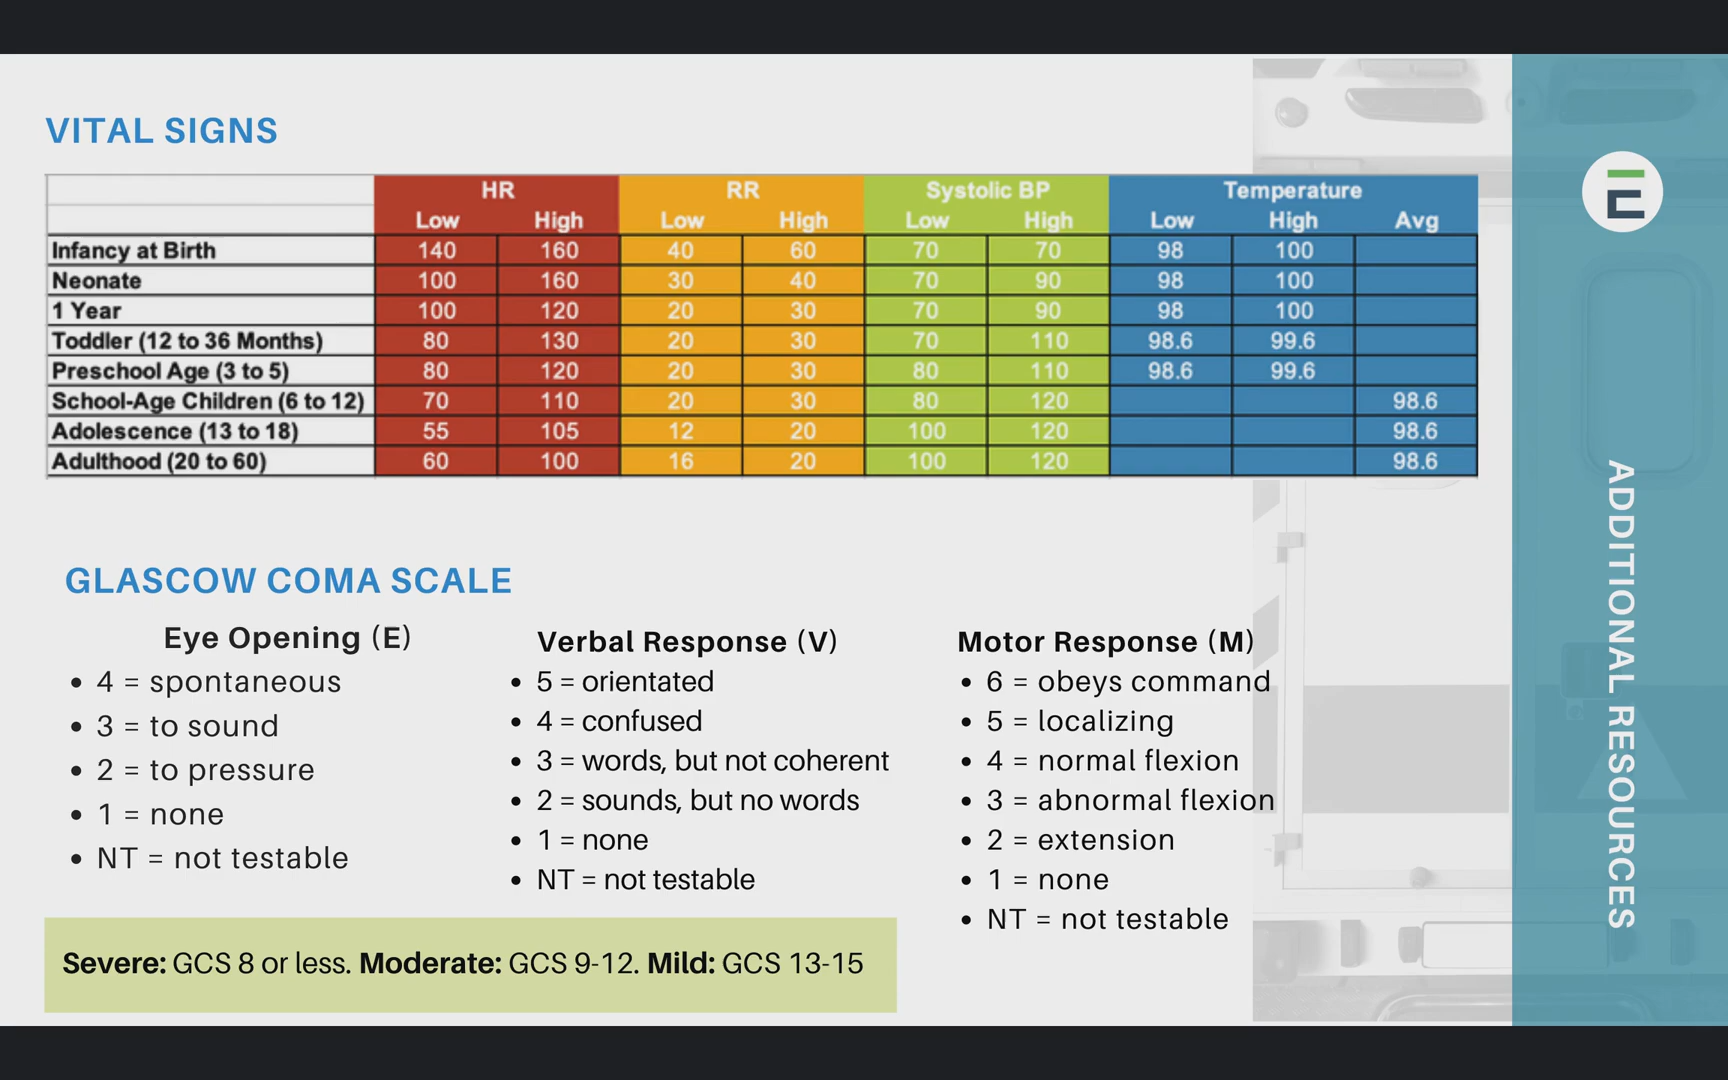 VITAL SIGNS
HR RR Systolic BP Temperature
Low High Low High Low High Low High Avg
Infancy at Birth 140 160 40 60 70 70 98 100
Neonate 100 160 30 40 70 90 98 100
1 Year 100 120 20 30 70 90 98 100
Toddler (12 to 36 Months) 80 130 20 30 70 110 98.6 99.6
Preschool Age (3 to 5) 80 120 20 30 80 110 98.6 99.6
School-Age Children (6 to 12) 70 110 20 30 80 120 98.6
Adolescence (13 to 18) 55 105 12 20 100 120 98.6
Adulthood (20 to 60) 60 100 16 20 100 120 98.6
GLASCOW COMA SCALE
Eye Opening (E)
• 4 = spontaneous
• 3 = to sound
• 2 = to pressure
• 1 = none
• NT = not testable
Verbal Response (V)
• 5 = orientated
• 4 = confused
• 3 = words, but not coherent
• 2 = sounds, but no words
• 1 = none
• NT = not testable
Motor Response (M)
• 6 = obeys command
• 5 = localizing
• 4 = normal flexion
• 3 = abnormal flexion
• 2 = extension
• 1 = none
• NT = not testable
Severe: GCS 8 or less. Moderate: GCS 9-12. Mild: GCS 13-15
E
ADDITIONAL RESOURCES